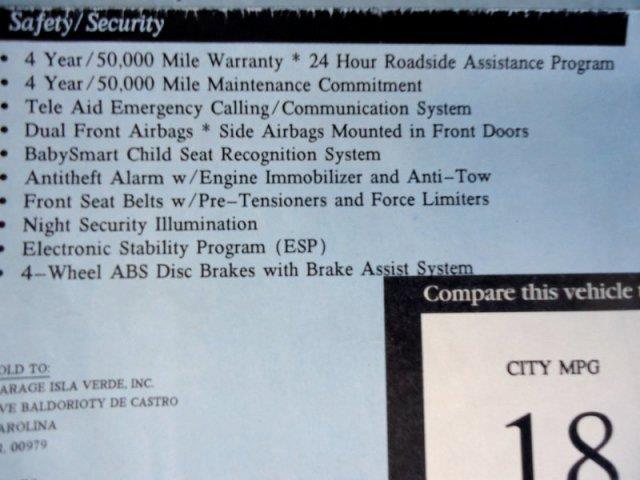 Safety/Security
• 4 Year/50,000 Mile Warranty * 24 Hour Roadside Assistance Program
• 4 Year/50,000 Mile Maintenance Commitment
• Tele Aid Emergency Calling/Communication System
• Dual Front Airbags * Side Airbags Mounted in Front Doors
• BabySmart Child Seat Recognition System
• Antitheft Alarm w/Engine Immobilizer and Anti-Tow
• Front Seat Belts w/Pre-Tensioners and Force Limiters
• Night Security Illumination
• Electronic Stability Program (ESP)
• 4-Wheel ABS Disc Brakes with Brake Assist System
Compare this vehicle t
CITY MPG
18
OLD TO:
ARAGE ISLA VERDE, INC.
VE BALDORIOTY DE CASTRO
AROLINA
R. 00979